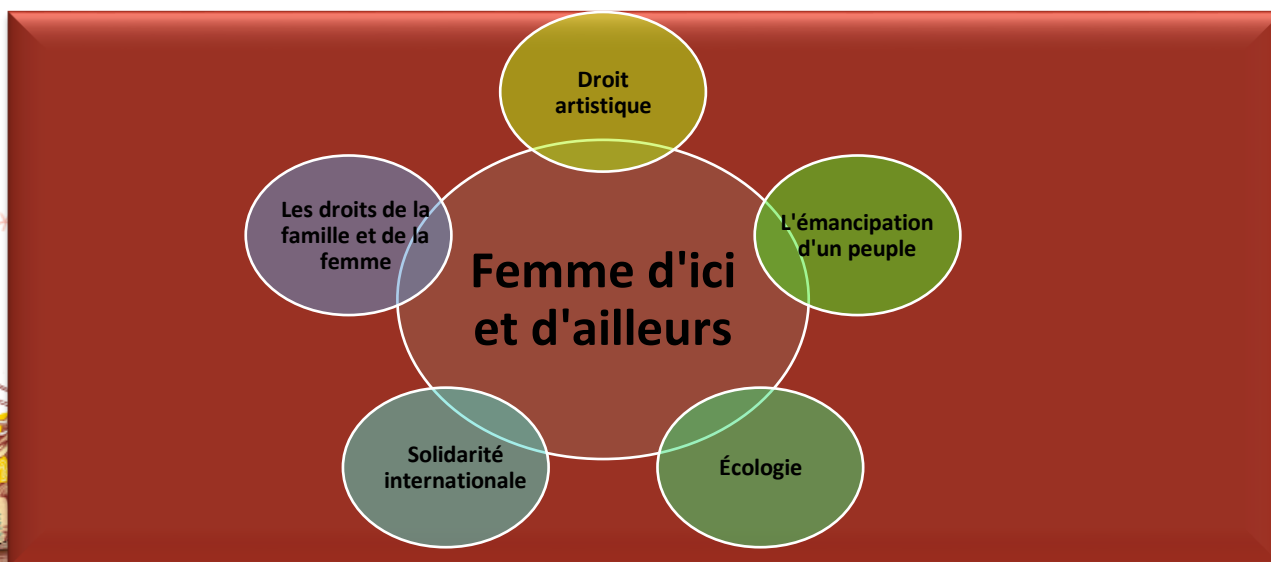 Droit
artistique
Les droits de la
famille et de la
femme
L'émancipation
d'un peuple
Femme d'ici
et d'ailleurs
Solidarité
internationale
Écologie